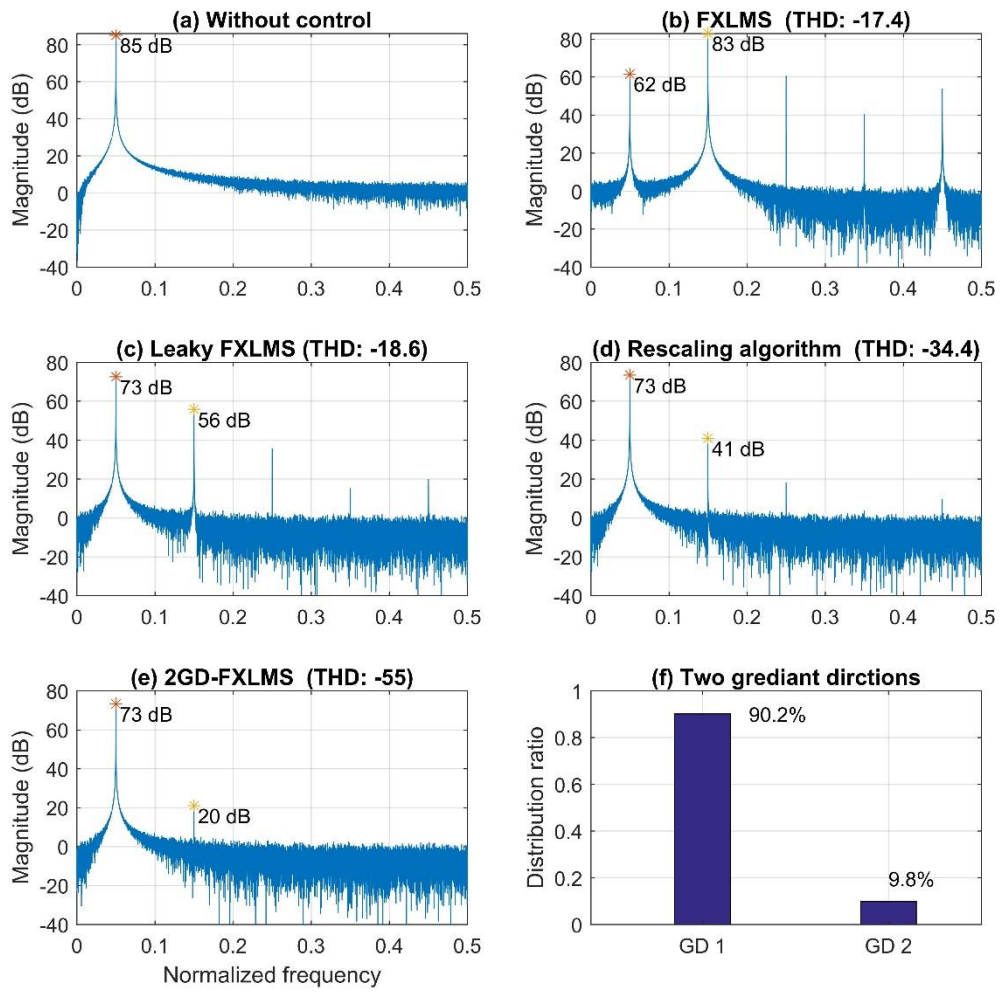 (a) Without control
85 dB
Magnitude (dB)
80
60
40
20
0
-20
-40
0 0.1 0.2 0.3 0.4 0.5
(b) FXLMS (THD: -17.4)
83 dB
62 dB
Magnitude (dB)
80
60
40
20
0
-20
-40
0 0.1 0.2 0.3 0.4 0.5
(c) Leaky FXLMS (THD: -18.6)
73 dB
56 dB
Magnitude (dB)
80
60
40
20
0
-20
-40
0 0.1 0.2 0.3 0.4 0.5
(d) Rescaling algorithm (THD: -34.4)
73 dB
41 dB
Magnitude (dB)
80
60
40
20
0
-20
-40
0 0.1 0.2 0.3 0.4 0.5
(e) 2GD-FXLMS (THD: -55)
73 dB
20 dB
Magnitude (dB)
80
60
40
20
0
-20
-40
0 0.1 0.2 0.3 0.4 0.5
Normalized frequency
(f) Two grediant dirctions
90.2%
9.8%
Distribution ratio
1
0.8
0.6
0.4
0.2
0
GD 1 GD 2